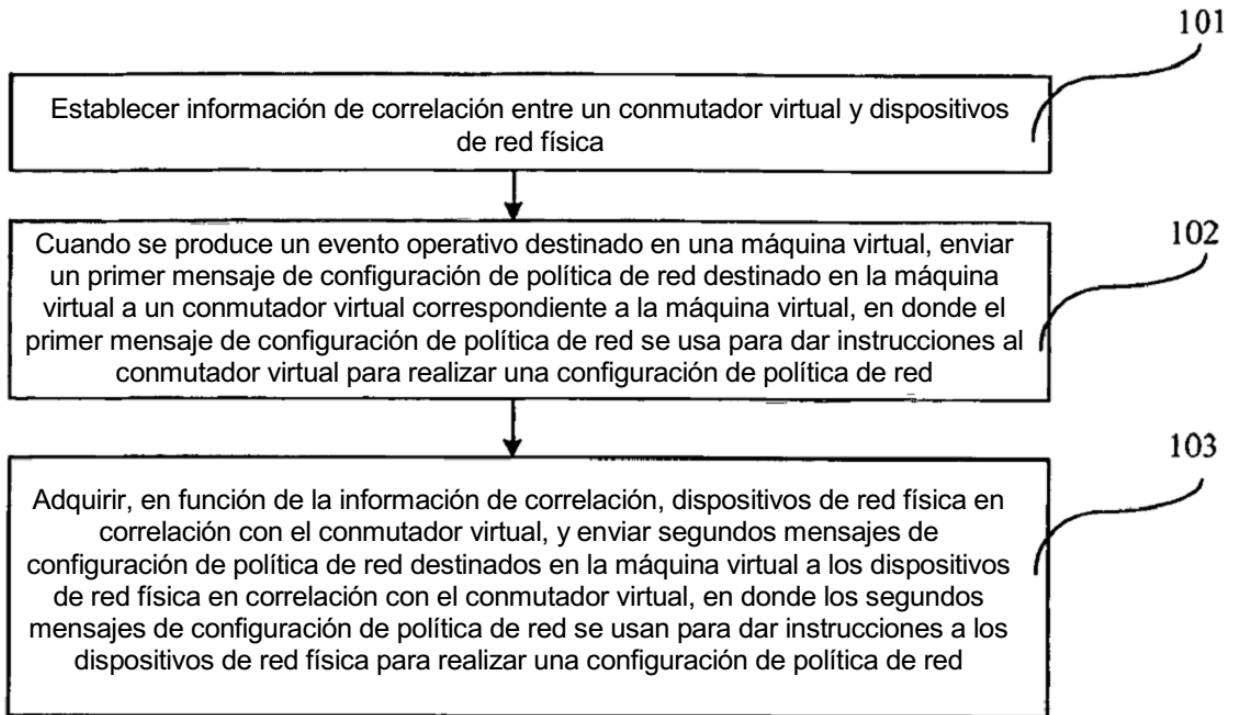 101
Establecer información de correlación entre un conmutador virtual y dispositivos
de red física
102
Cuando se produce un evento operativo destinado en una máquina virtual, enviar
un primer mensaje de configuración de política de red destinado en la máquina
virtual a un conmutador virtual correspondiente a la máquina virtual, en donde el
primer mensaje de configuración de política de red se usa para dar instrucciones al
conmutador virtual para realizar una configuración de política de red
103
Adquirir, en función de la información de correlación, dispositivos de red física en
correlación con el conmutador virtual, y enviar segundos mensajes de
configuración de política de red destinados en la máquina virtual a los dispositivos
de red física en correlación con el conmutador virtual, en donde los segundos
mensajes de configuración de política de red se usan para dar instrucciones a los
dispositivos de red física para realizar una configuración de política de red